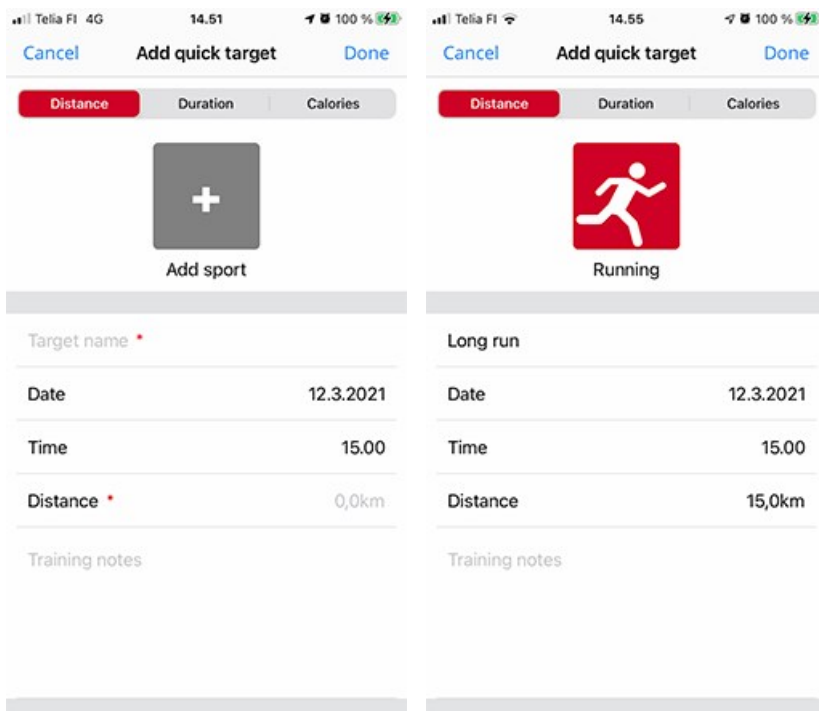 Telia FI 4G 14.51 100 %
Cancel Add quick target Done
Distance Duration Calories
+
Add sport
Target name *
Date 12.3.2021
Time 15.00
Distance * 0,0km
Training notes
Telia FI 14.55 100 %
Cancel Add quick target Done
Distance Duration Calories
Running
Long run
Date 12.3.2021
Time 15.00
Distance 15,0km
Training notes